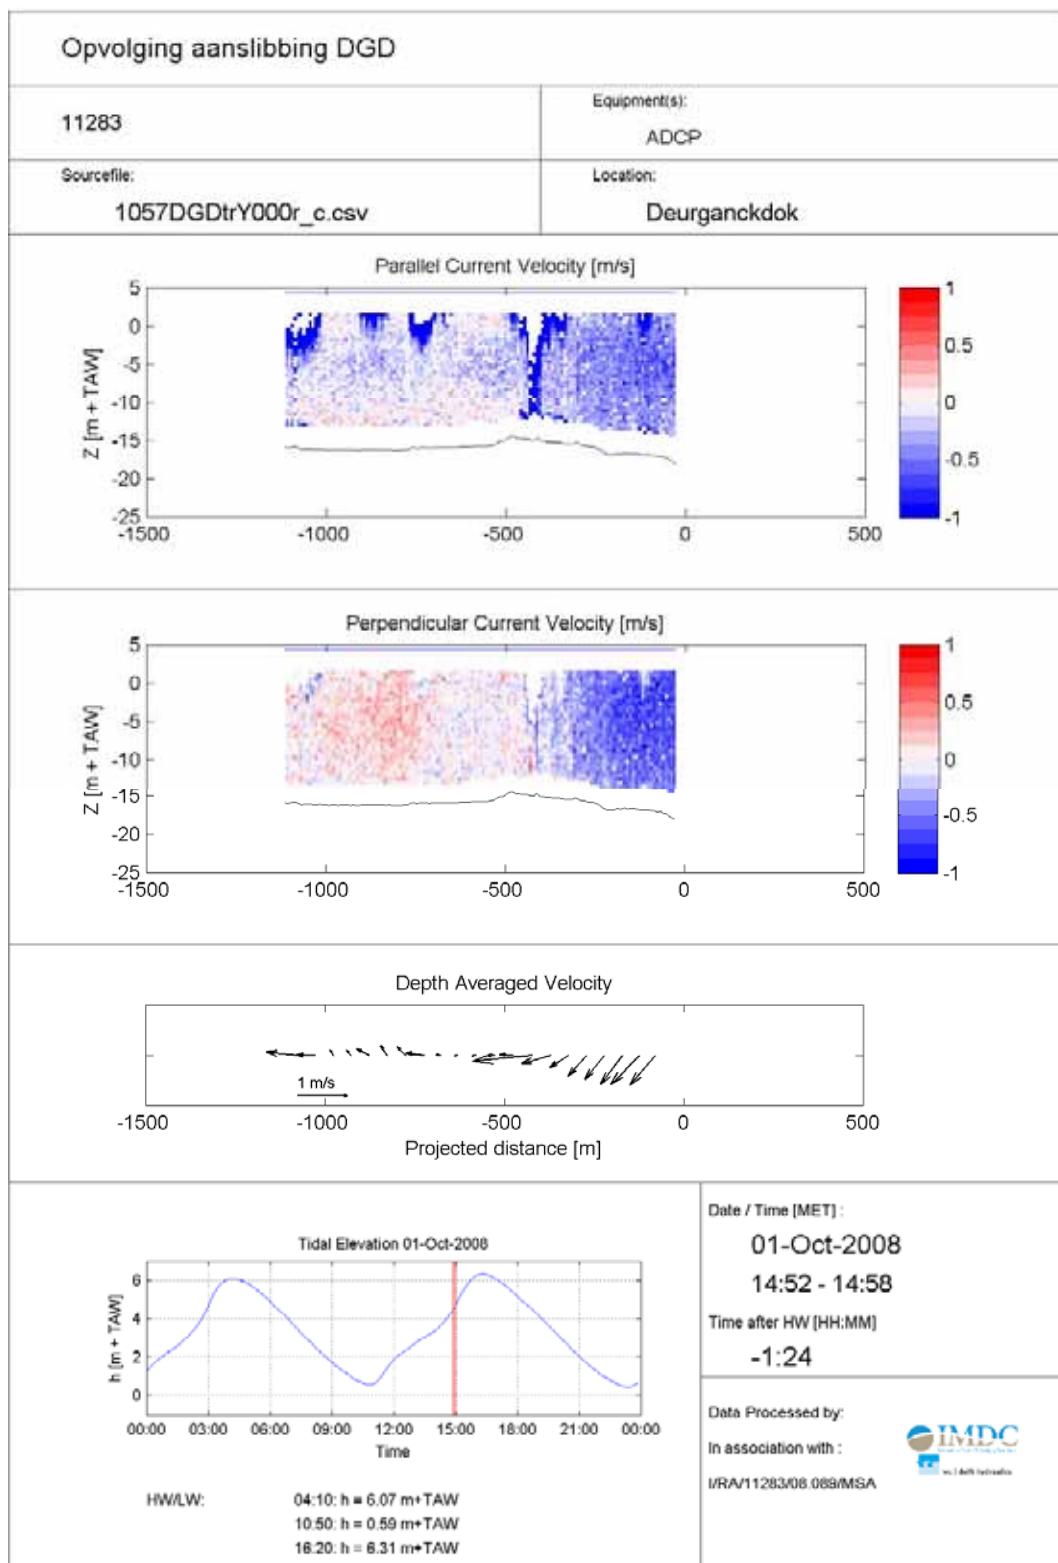 Opvolging aanslibbing DGD
11283
Equipment(s):
ADCP
Sourcefile:
1057DGDtrY000r_c.csv
Location:
Deurganckdok
Parallel Current Velocity [m/s]
5
0
-5
-10
-15
-20
-25
Z [m + TAW]
-1500
-1000
-500
0
500
1
0.5
0
-0.5
-1
Perpendicular Current Velocity [m/s]
5
0
-5
-10
-15
-20
-25
Z [m + TAW]
-1500
-1000
-500
0
500
1
0.5
0
-0.5
-1
Depth Averaged Velocity
1 m/s
-1500
-1000
-500
0
500
Projected distance [m]
Tidal Elevation 01-Oct-2008
6
4
2
0
h [m + TAW]
00:00
03:00
06:00
09:00
12:00
15:00
18:00
21:00
00:00
Time
HW/LW:
04:10: h = 6.07 m+TAW
10:50: h = 0.59 m+TAW
16:20: h = 6.31 m+TAW
Date / Time [MET] :
01-Oct-2008
14:52 - 14:58
Time after HW [HH:MM]
-1:24
Data Processed by:
IMDC
In association with :
wl | delft hydraulics
I/RA/11283/08.089/MSA